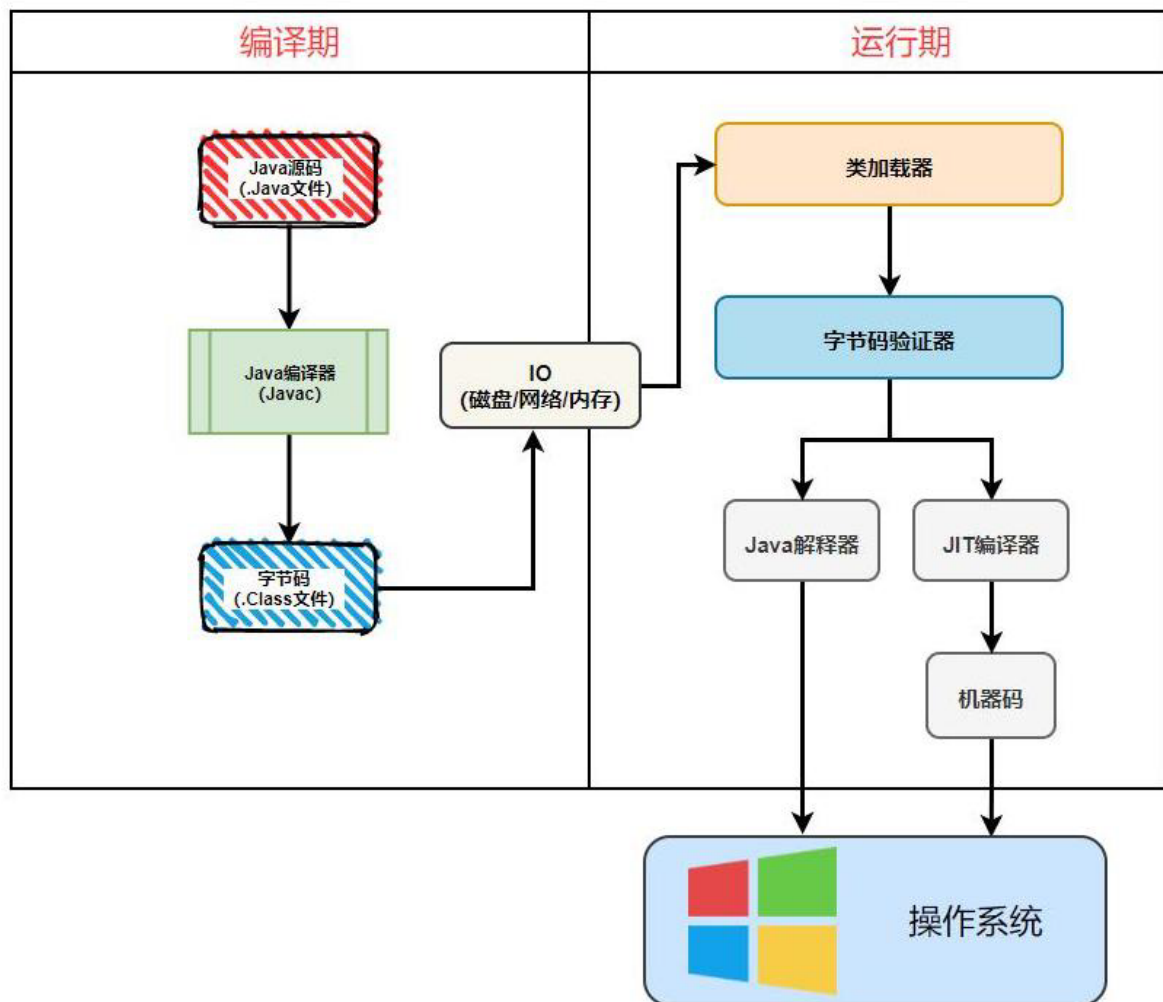 编译期
运行期
Java源码
(.Java文件)
Java编译器
(Javac)
字节码
(.Class文件)
IO
(磁盘/网络/内存)
类加载器
字节码验证器
Java解释器
JIT编译器
机器码
操作系统